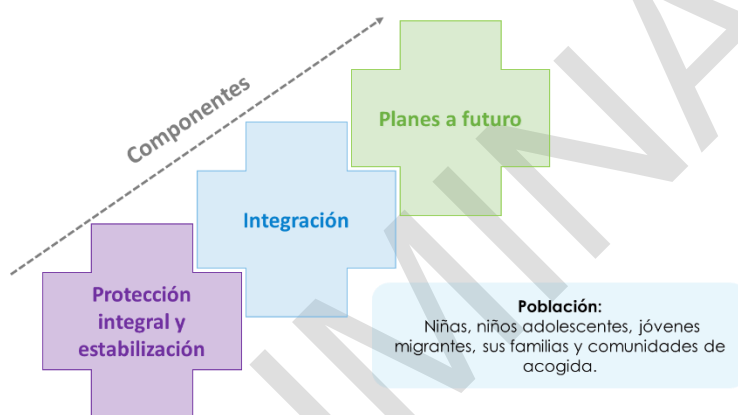 Componentes
Planes a futuro
Integración
Protección
integral y
estabilización
Población:
Niñas, niños adolescentes, jóvenes
migrantes, sus familias y comunidades de
acogida.